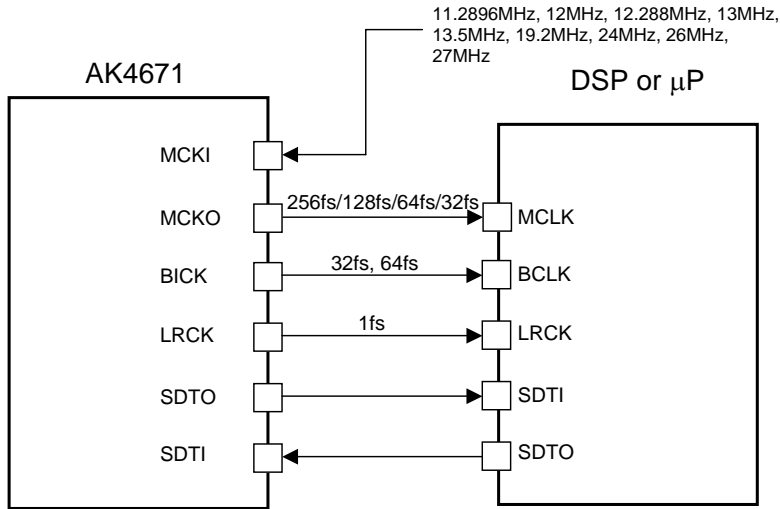 11.2896MHz, 12MHz, 12.288MHz, 13MHz,
13.5MHz, 19.2MHz, 24MHz, 26MHz,
27MHz
AK4671
DSP or μP
MCKI
MCKO
256fs/128fs/64fs/32fs
MCLK
BICK
32fs, 64fs
BCLK
LRCK
1fs
LRCK
SDTO
SDTI
SDTI
SDTO